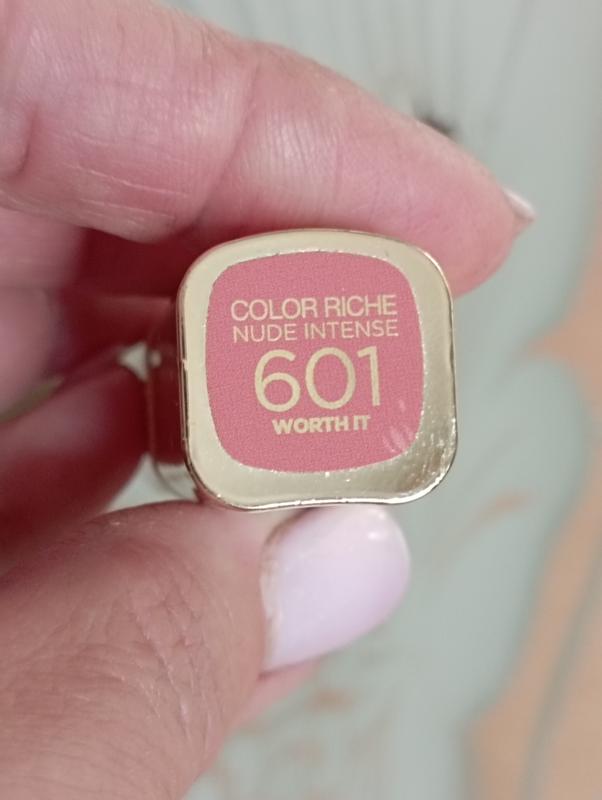 COLOR RICHE
NUDE INTENSE
601
WORTH IT